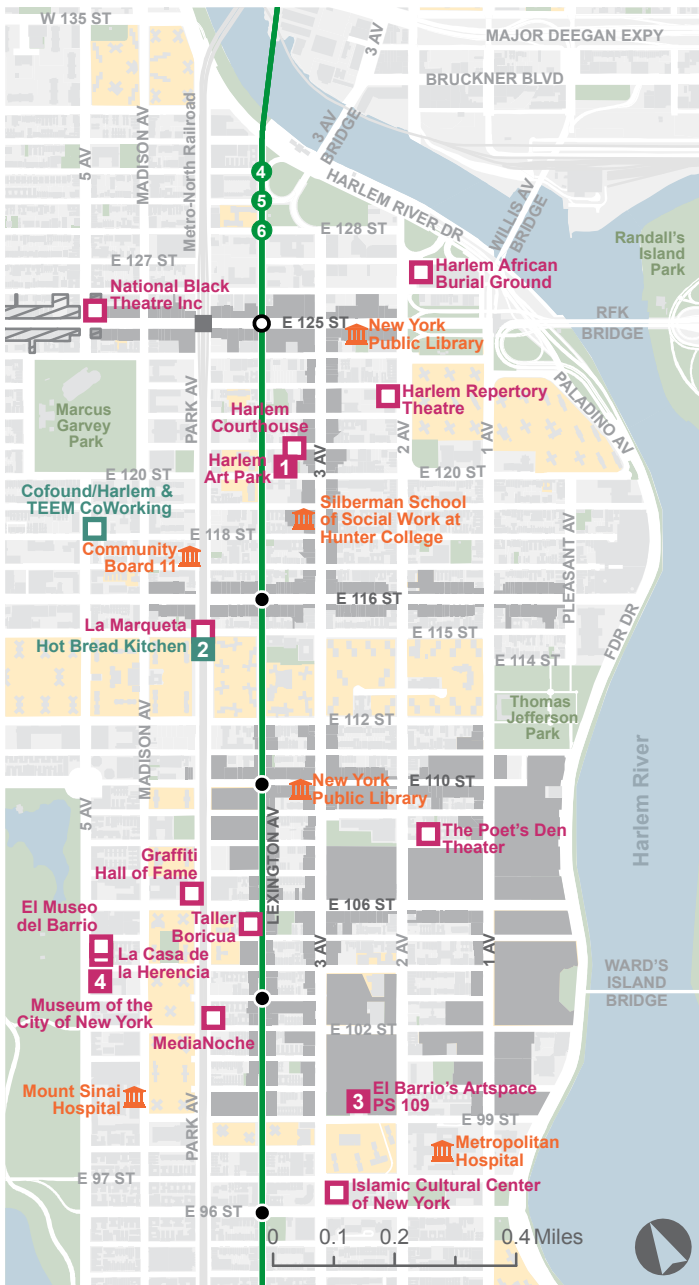 W 135 ST
3 AV
MAJOR DEEGAN EXPY
BRUCKNER BLVD
5 AV
MADISON AV
Metro-North Railroad
3 AV
BRIDGE
4
5
6
HARLEM RIVER DR
WILLIS AV
BRIDGE
E 128 ST
Randall's
Island
Park
E 127 ST
Harlem African
Burial Ground
National Black
Theatre Inc
E 125 ST
New York
Public Library
RFK
BRIDGE
PARK AV
Harlem Repertory
Theatre
PALADINO AV
Marcus
Garvey
Park
Harlem
Courthouse
2 AV
1 AV
3 AV
Harlem
Art Park
1
E 120 ST
E 120 ST
Cofound/Harlem &
TEEM CoWorking
Silberman School
of Social Work at
Hunter College
E 118 ST
Community
Board 11
PLEASANT AV
E 116 ST
La Marqueta
Hot Bread Kitchen
2
E 115 ST
FDR DR
E 114 ST
Thomas
Jefferson
Park
MADISON AV
E 112 ST
Harlem River
5 AV
New York
Public Library
E 110 ST
LEXINGTON AV
The Poet's Den
Theater
Graffiti
Hall of Fame
E 106 ST
El Museo
del Barrio
Taller
Boricua
La Casa de
la Herencia
3 AV
2 AV
1 AV
4
WARD'S
ISLAND
BRIDGE
Museum of the
City of New York
MediaNoche
E 102 ST
Mount Sinai
Hospital
3
El Barrio's Artspace
PS 109
PARK AV
E 99 ST
Metropolitan
Hospital
E 97 ST
Islamic Cultural Center
of New York
E 96 ST
0 0.1 0.2 0.4 Miles